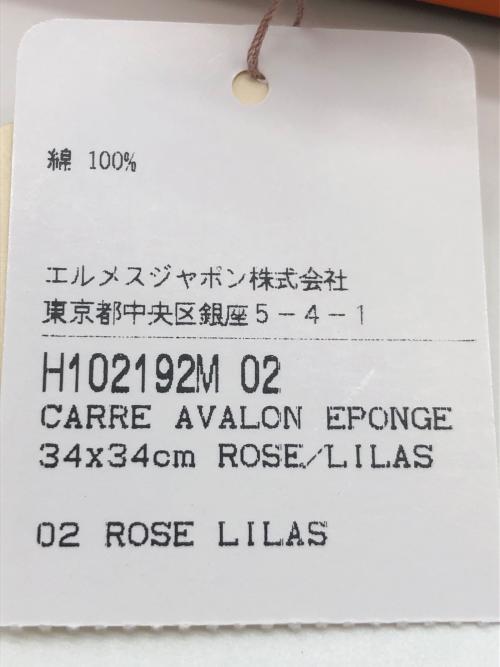 綿 100%
エルメスジャポン株式会社
東京都中央区銀座5-4-1
H102192M 02
CARRE AVALON EPONGE
34x34cm ROSE/LILAS
02 ROSE LILAS